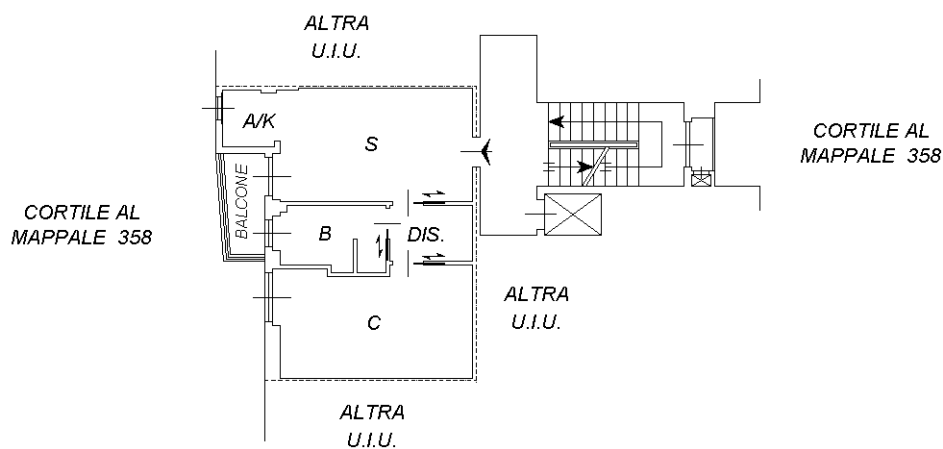 ALTRA
U.I.U.
A/K
S
CORTILE AL
MAPPALE 358
BALCONE
CORTILE AL
MAPPALE 358
B
DIS.
ALTRA
U.I.U.
C
ALTRA
U.I.U.